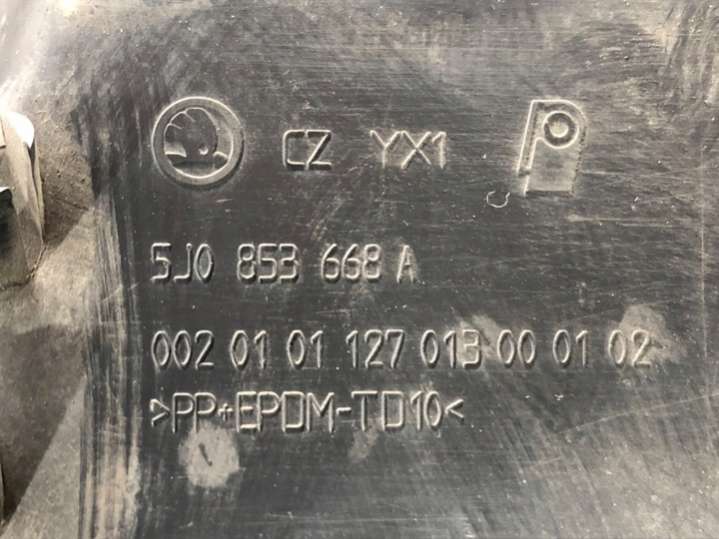 CZ YX1
5J0 853 668 A
002 01 01 127 013 00 01 02
>PP+EPDM-TD10<